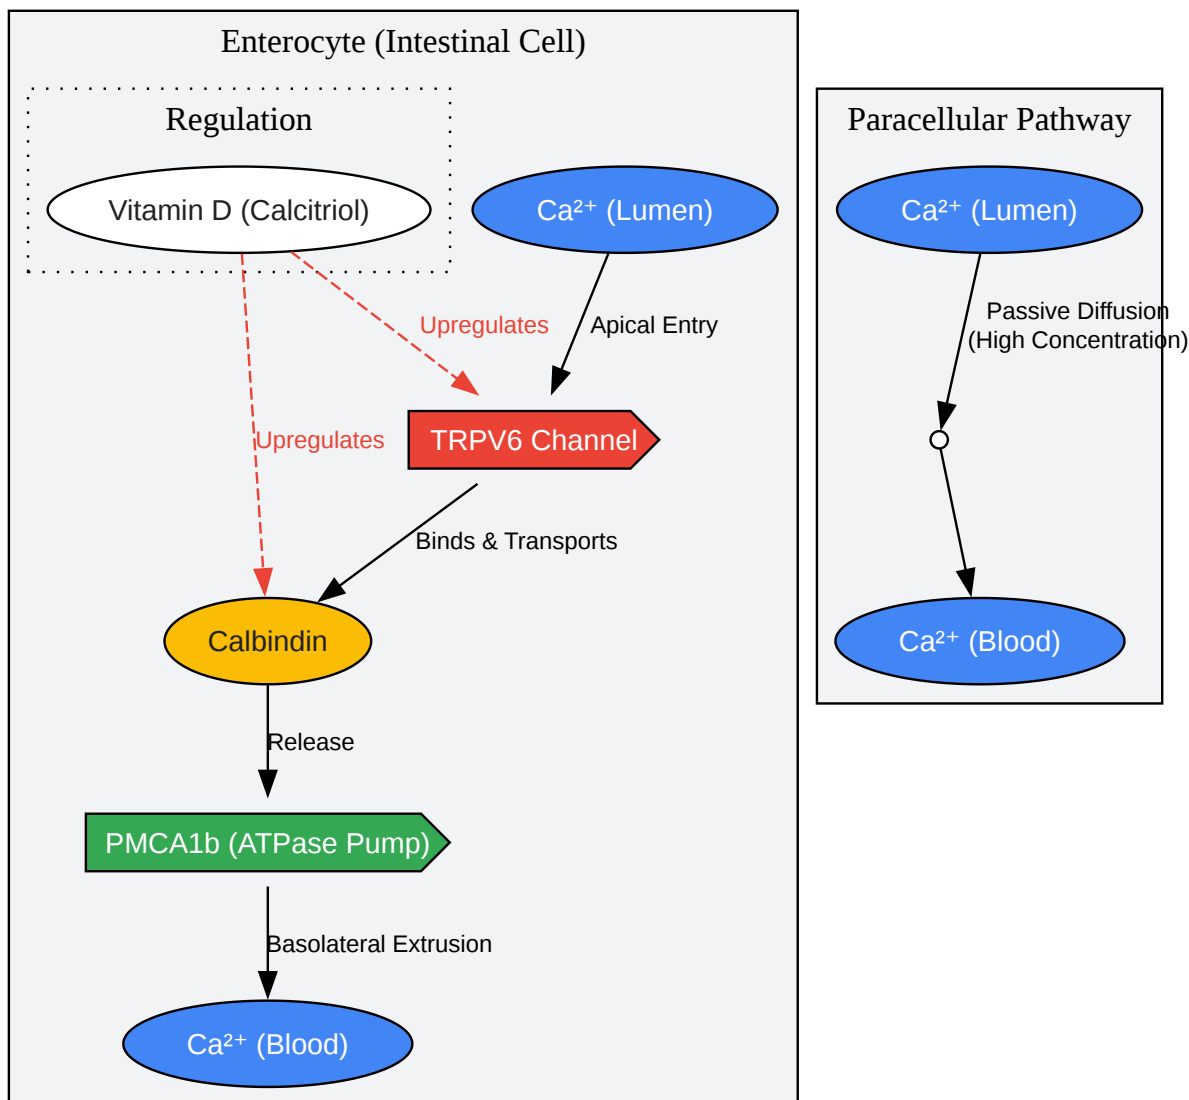 Enterocyte (Intestinal Cell)
Regulation
Vitamin D (Calcitriol)
Ca²⁺ (Lumen)
Upregulates
Apical Entry
Upregulates
TRPV6 Channel
Binds & Transports
Calbindin
Release
PMCA1b (ATPase Pump)
Basolateral Extrusion
Ca²⁺ (Blood)
Paracellular Pathway
Ca²⁺ (Lumen)
Passive Diffusion
(High Concentration)
Ca²⁺ (Blood)